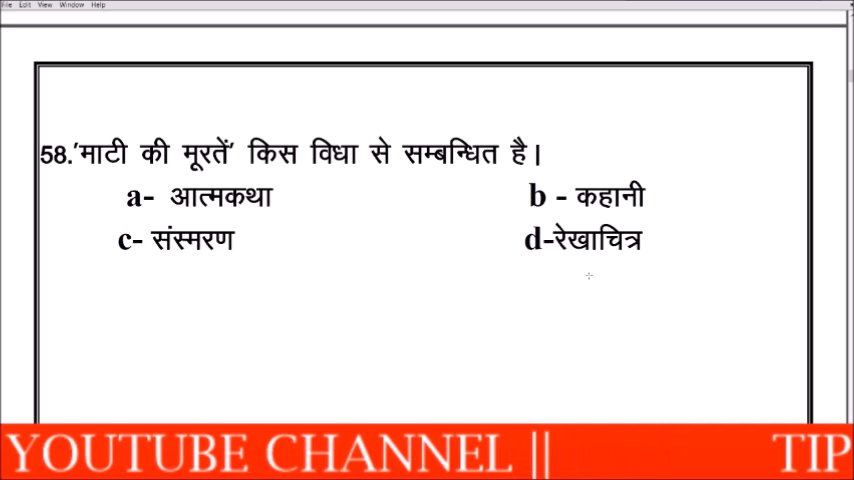 File Edit View Window Help
58.'माटी की मूरतें' किस विधा से सम्बन्धित है।
a- आत्मकथा b - कहानी
c- संस्मरण d-रेखाचित्र
YOUTUBE CHANNEL || TIP